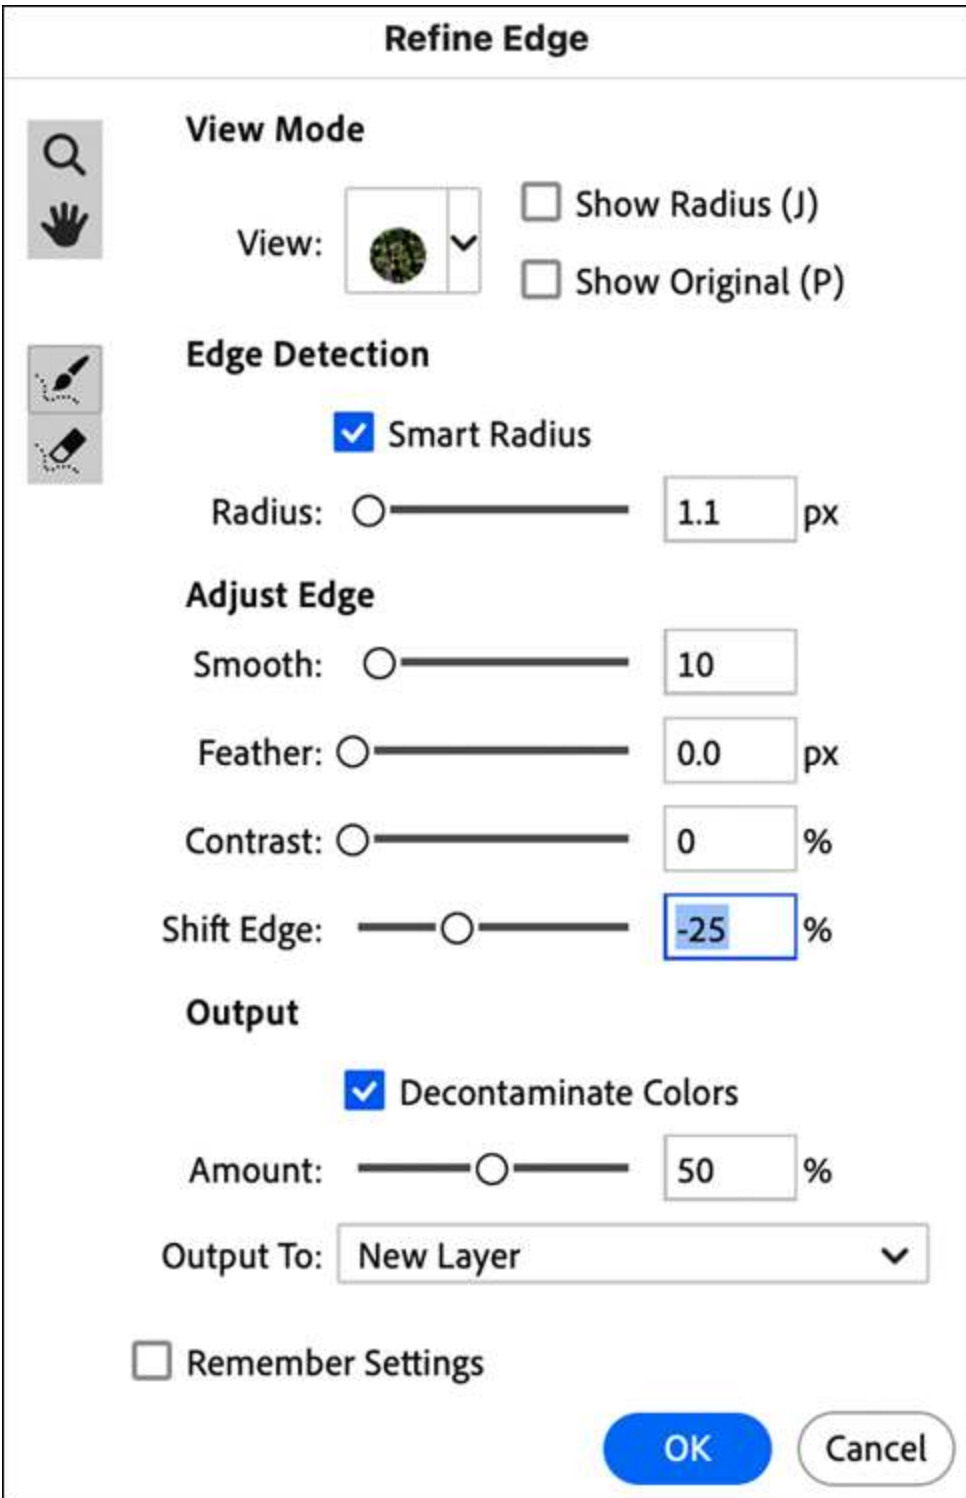 Refine Edge
View Mode
View:
Show Radius (J)
Show Original (P)
Edge Detection
Smart Radius
Radius: 1.1 px
Adjust Edge
Smooth: 10
Feather: 0.0 px
Contrast: 0 %
Shift Edge: -25 %
Output
Decontaminate Colors
Amount: 50 %
Output To: New Layer
Remember Settings
OK Cancel